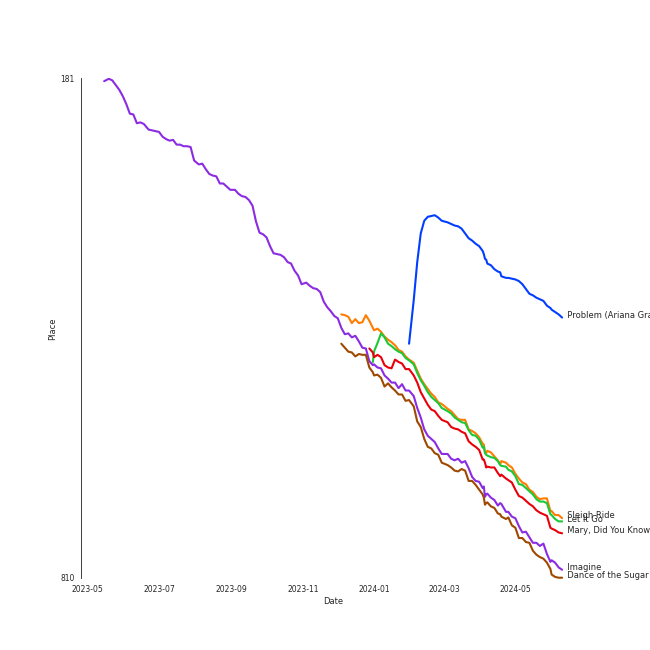 181
Place
810
2023-05 2023-07 2023-09 2023-11 2024-01 2024-03 2024-05
Date
Problem (Ariana Gra
Sleigh Ride
Let It Go
Mary, Did You Know
Imagine
Dance of the Sugar